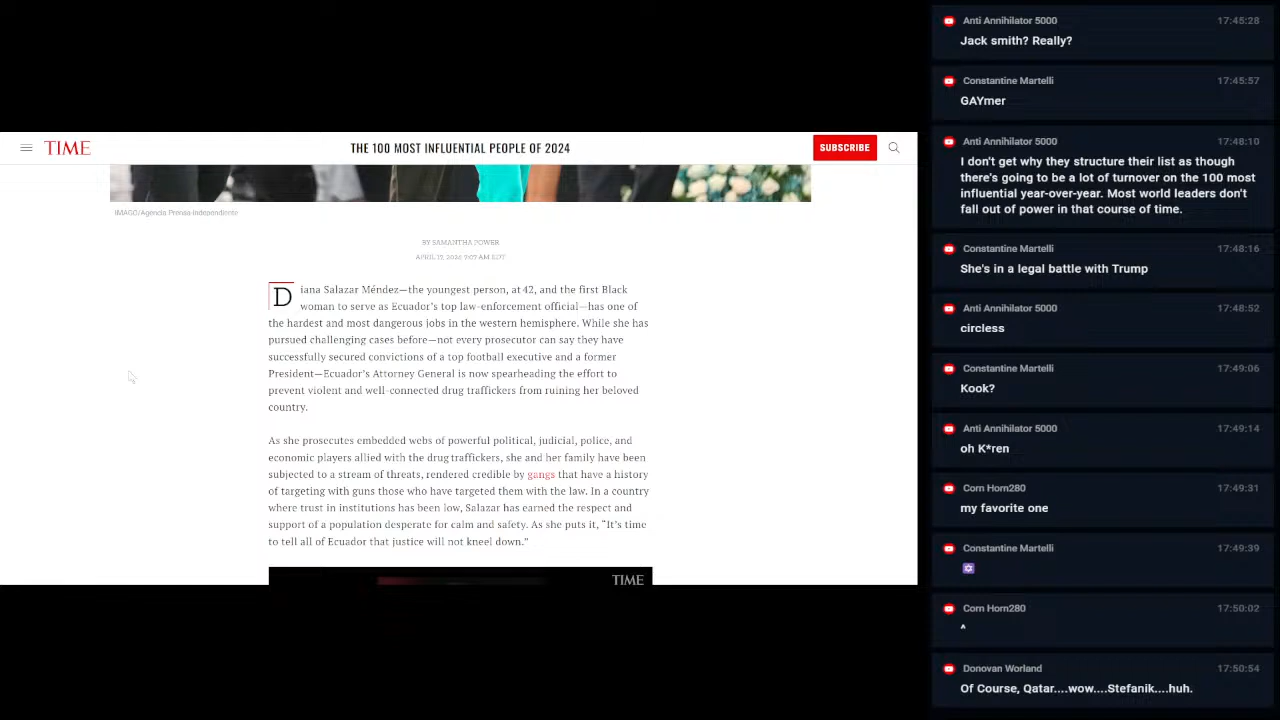 TIME
THE 100 MOST INFLUENTIAL PEOPLE OF 2024
SUBSCRIBE
IMAGO/Agencia Prensa-Independiente
BY SAMANTHA POWER
APRIL 17, 2024 7:07 AM EDT
Diana Salazar Méndez—the youngest person, at 42, and the first Black
woman to serve as Ecuador's top law-enforcement official—has one of
the hardest and most dangerous jobs in the western hemisphere. While she has
pursued challenging cases before—not every prosecutor can say they have
successfully secured convictions of a top football executive and a former
President—Ecuador's Attorney General is now spearheading the effort to
prevent violent and well-connected drug traffickers from ruining her beloved
country.
As she prosecutes embedded webs of powerful political, judicial, police, and
economic players allied with the drug traffickers, she and her family have been
subjected to a stream of threats, rendered credible by gangs that have a history
of targeting with guns those who have targeted them with the law. In a country
where trust in institutions has been low, Salazar has earned the respect and
support of a population desperate for calm and safety. As she puts it, “It's time
to tell all of Ecuador that justice will not kneel down.”
TIME
Anti Annihilator 5000 17:45:28
Jack smith? Really?
Constantine Martelli 17:45:57
GAYmer
Anti Annihilator 5000 17:48:10
I don't get why they structure their list as though
there's going to be a lot of turnover on the 100 most
influential year-over-year. Most world leaders don't
fall out of power in that course of time.
Constantine Martelli 17:48:16
She's in a legal battle with Trump
Anti Annihilator 5000 17:48:52
circless
Constantine Martelli 17:49:06
Kook?
Anti Annihilator 5000 17:49:14
oh K*ren
Corn Horn280 17:49:31
my favorite one
Constantine Martelli 17:49:39
🔯
Corn Horn280 17:50:02
^
Donovan Worland 17:50:54
Of Course, Qatar....wow....Stefanik....huh.